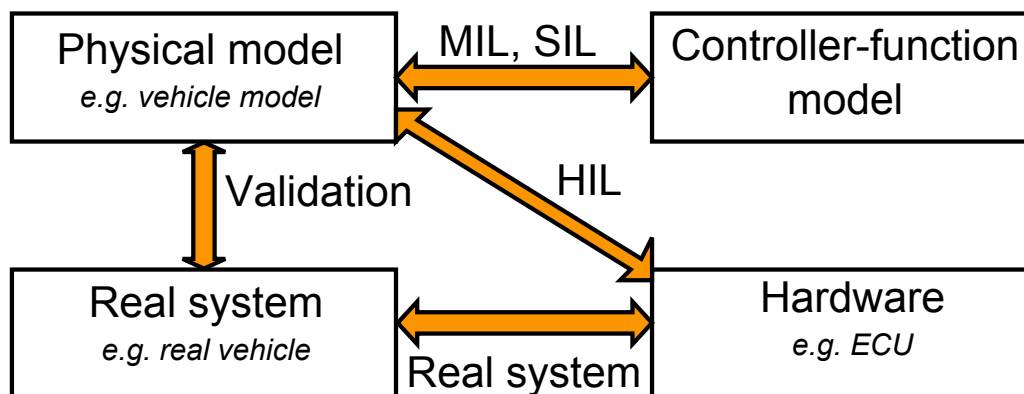 Physical model
e.g. vehicle model
MIL, SIL
Controller-function
model
Validation
HIL
Real system
e.g. real vehicle
Real system
Hardware
e.g. ECU